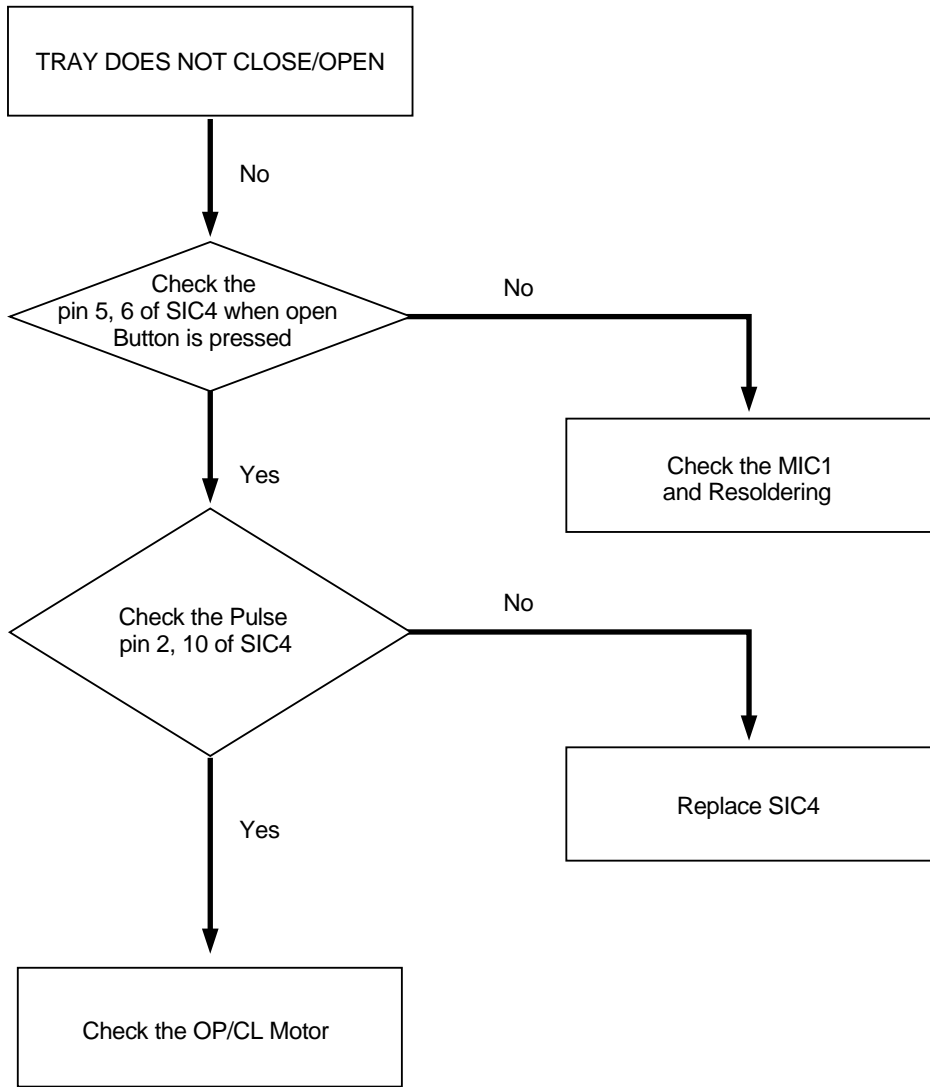 TRAY DOES NOT CLOSE/OPEN
No
Check the
pin 5, 6 of SIC4 when open
Button is pressed
No
Check the MIC1
and Resoldering
Yes
Check the Pulse
pin 2, 10 of SIC4
No
Replace SIC4
Yes
Check the OP/CL Motor